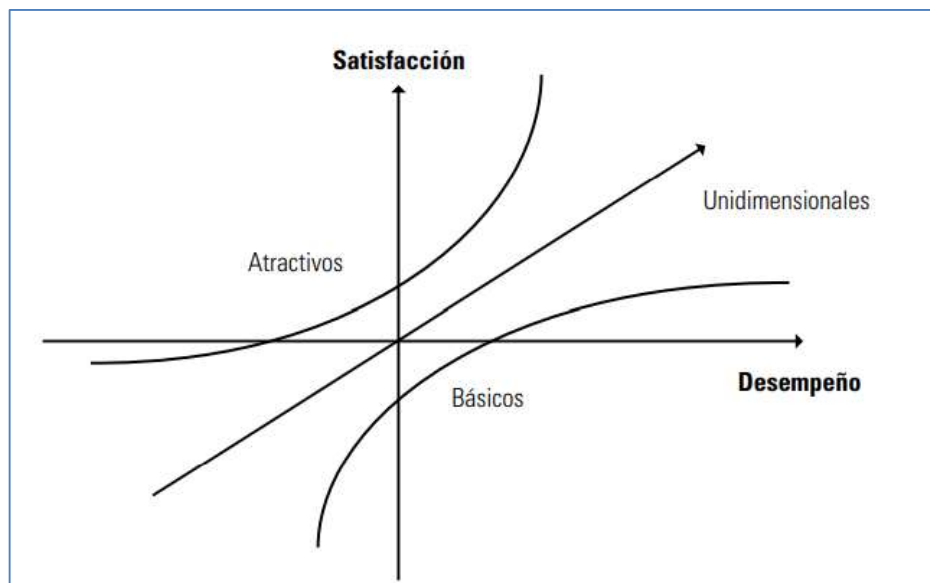 Satisfacción
Unidimensionales
Atractivos
Desempeño
Básicos